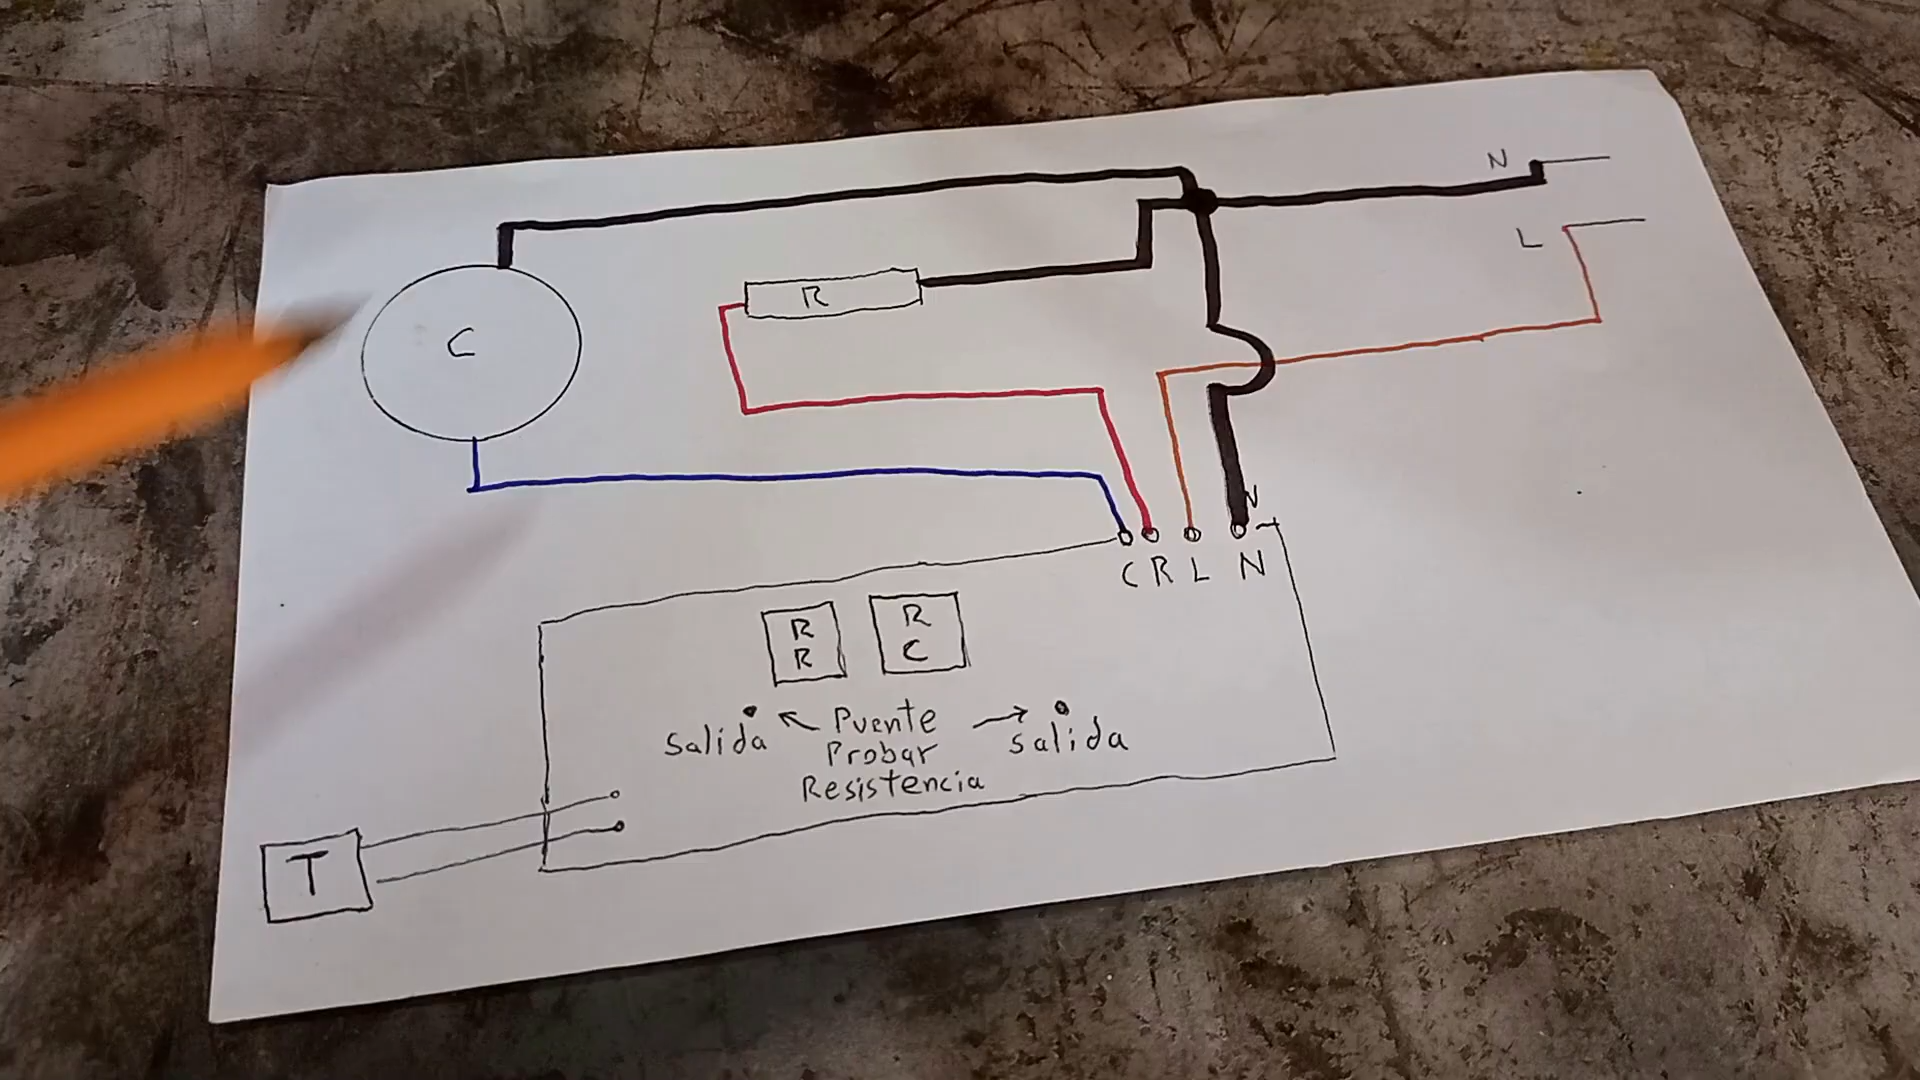 N
L
C
R
N
C R L N
R
R
R
C
Salida ← Puente → Salida
Probar
Resistencia
T